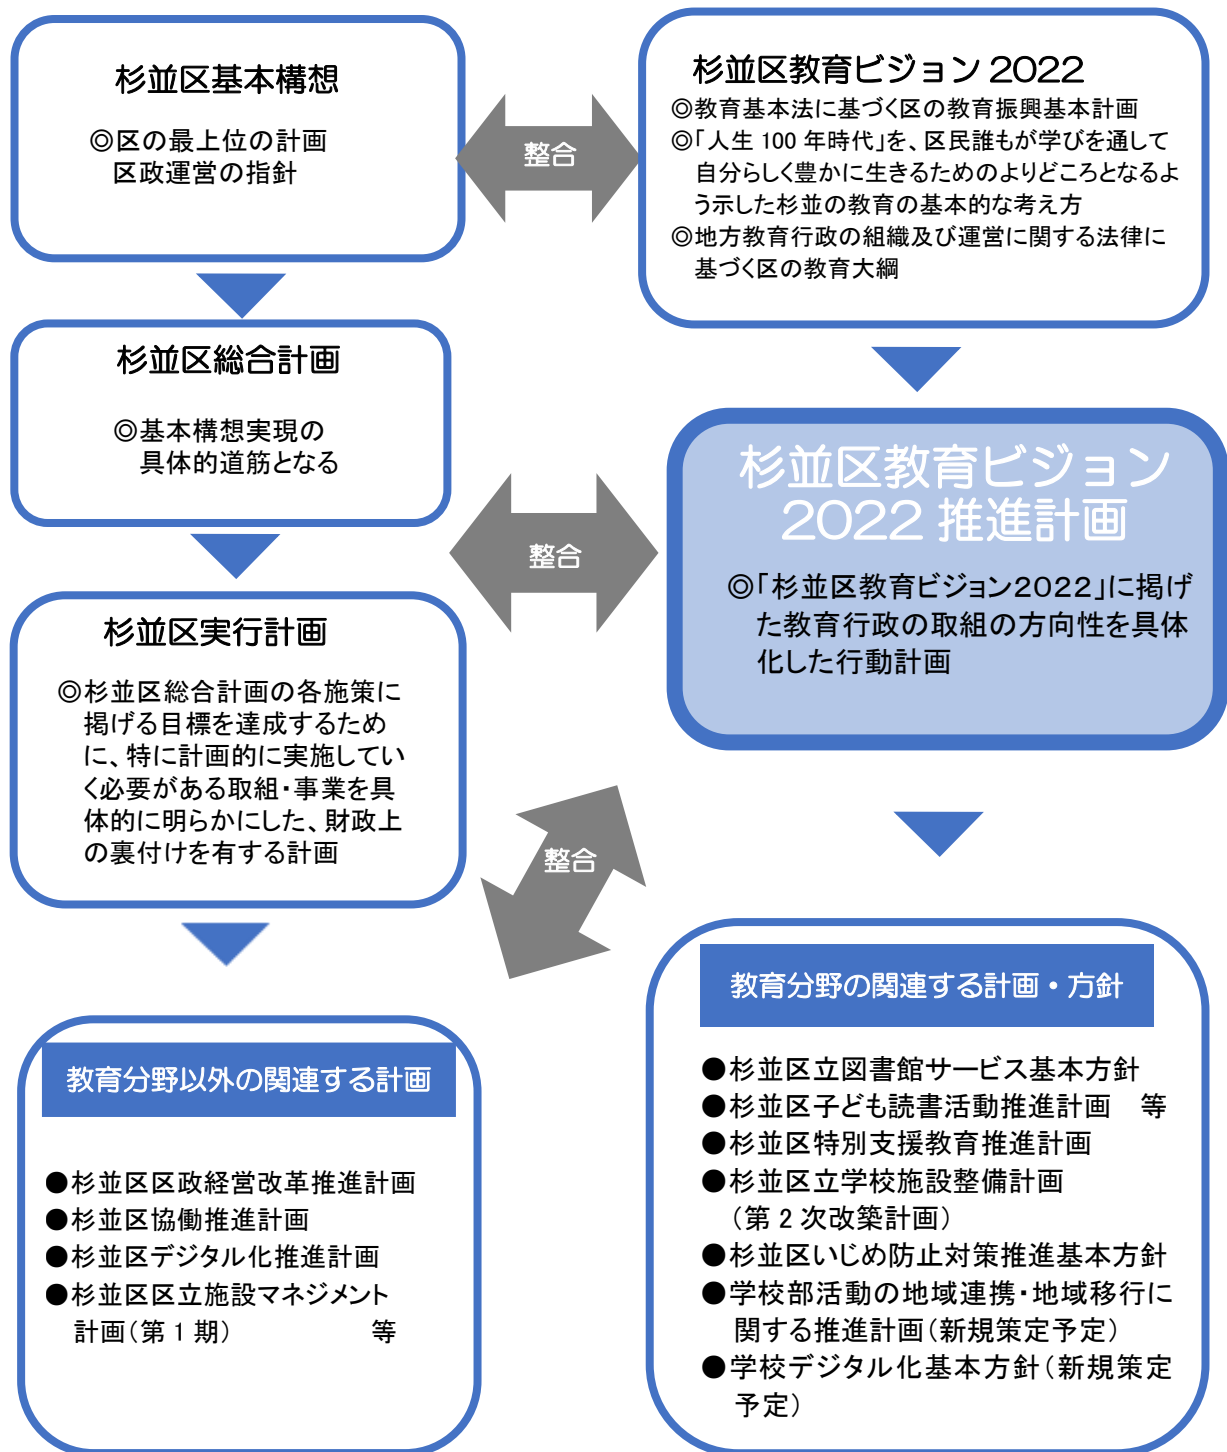 杉並区基本構想
◎区の最上位の計画
区政運営の指針
整合
杉並区教育ビジョン 2022
◎教育基本法に基づく区の教育振興基本計画
◎「人生 100 年時代」を、区民誰もが学びを通して
自分らしく豊かに生きるためのよりどころとなるよ
う示した杉並の教育の基本的な考え方
◎地方教育行政の組織及び運営に関する法律に
基づく区の教育大綱
杉並区総合計画
◎基本構想実現の
具体的道筋となる
整合
杉並区教育ビジョン
2022 推進計画
◎「杉並区教育ビジョン2022」に掲げ
た教育行政の取組の方向性を具体
化した行動計画
杉並区実行計画
◎杉並区総合計画の各施策に
掲げる目標を達成するため
に、特に計画的に実施してい
く必要がある取組・事業を具
体的に明らかにした、財政上
の裏付けを有する計画
整合
教育分野以外の関連する計画
●杉並区区政経営改革推進計画
●杉並区協働推進計画
●杉並区デジタル化推進計画
●杉並区区立施設マネジメント
計画(第 1 期)　　　　　等
教育分野の関連する計画・方針
●杉並区立図書館サービス基本方針
●杉並区子ども読書活動推進計画　等
●杉並区特別支援教育推進計画
●杉並区立学校施設整備計画
(第 2 次改築計画)
●杉並区いじめ防止対策推進基本方針
●学校部活動の地域連携・地域移行に
関する推進計画(新規策定予定)
●学校デジタル化基本方針(新規策定
予定)